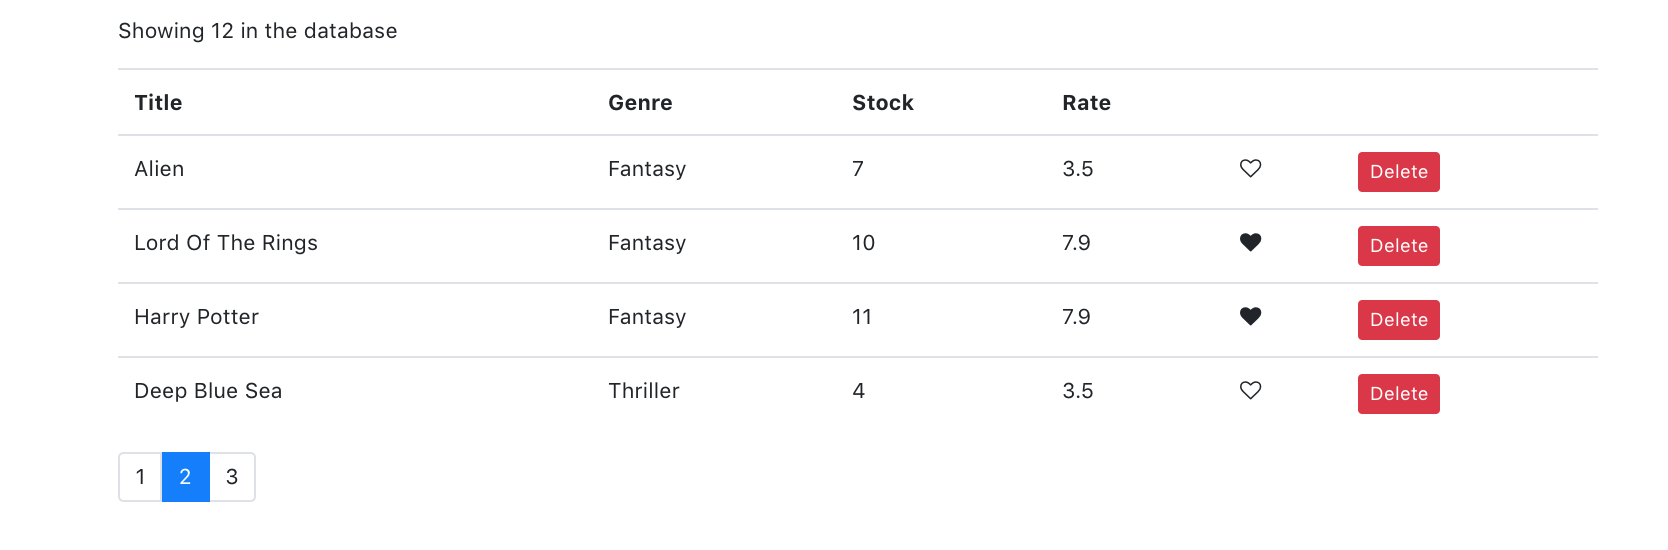 Showing 12 in the database
Title Genre Stock Rate
Alien Fantasy 7 3.5 Delete
Lord Of The Rings Fantasy 10 7.9 Delete
Harry Potter Fantasy 11 7.9 Delete
Deep Blue Sea Thriller 4 3.5 Delete
1 2 3